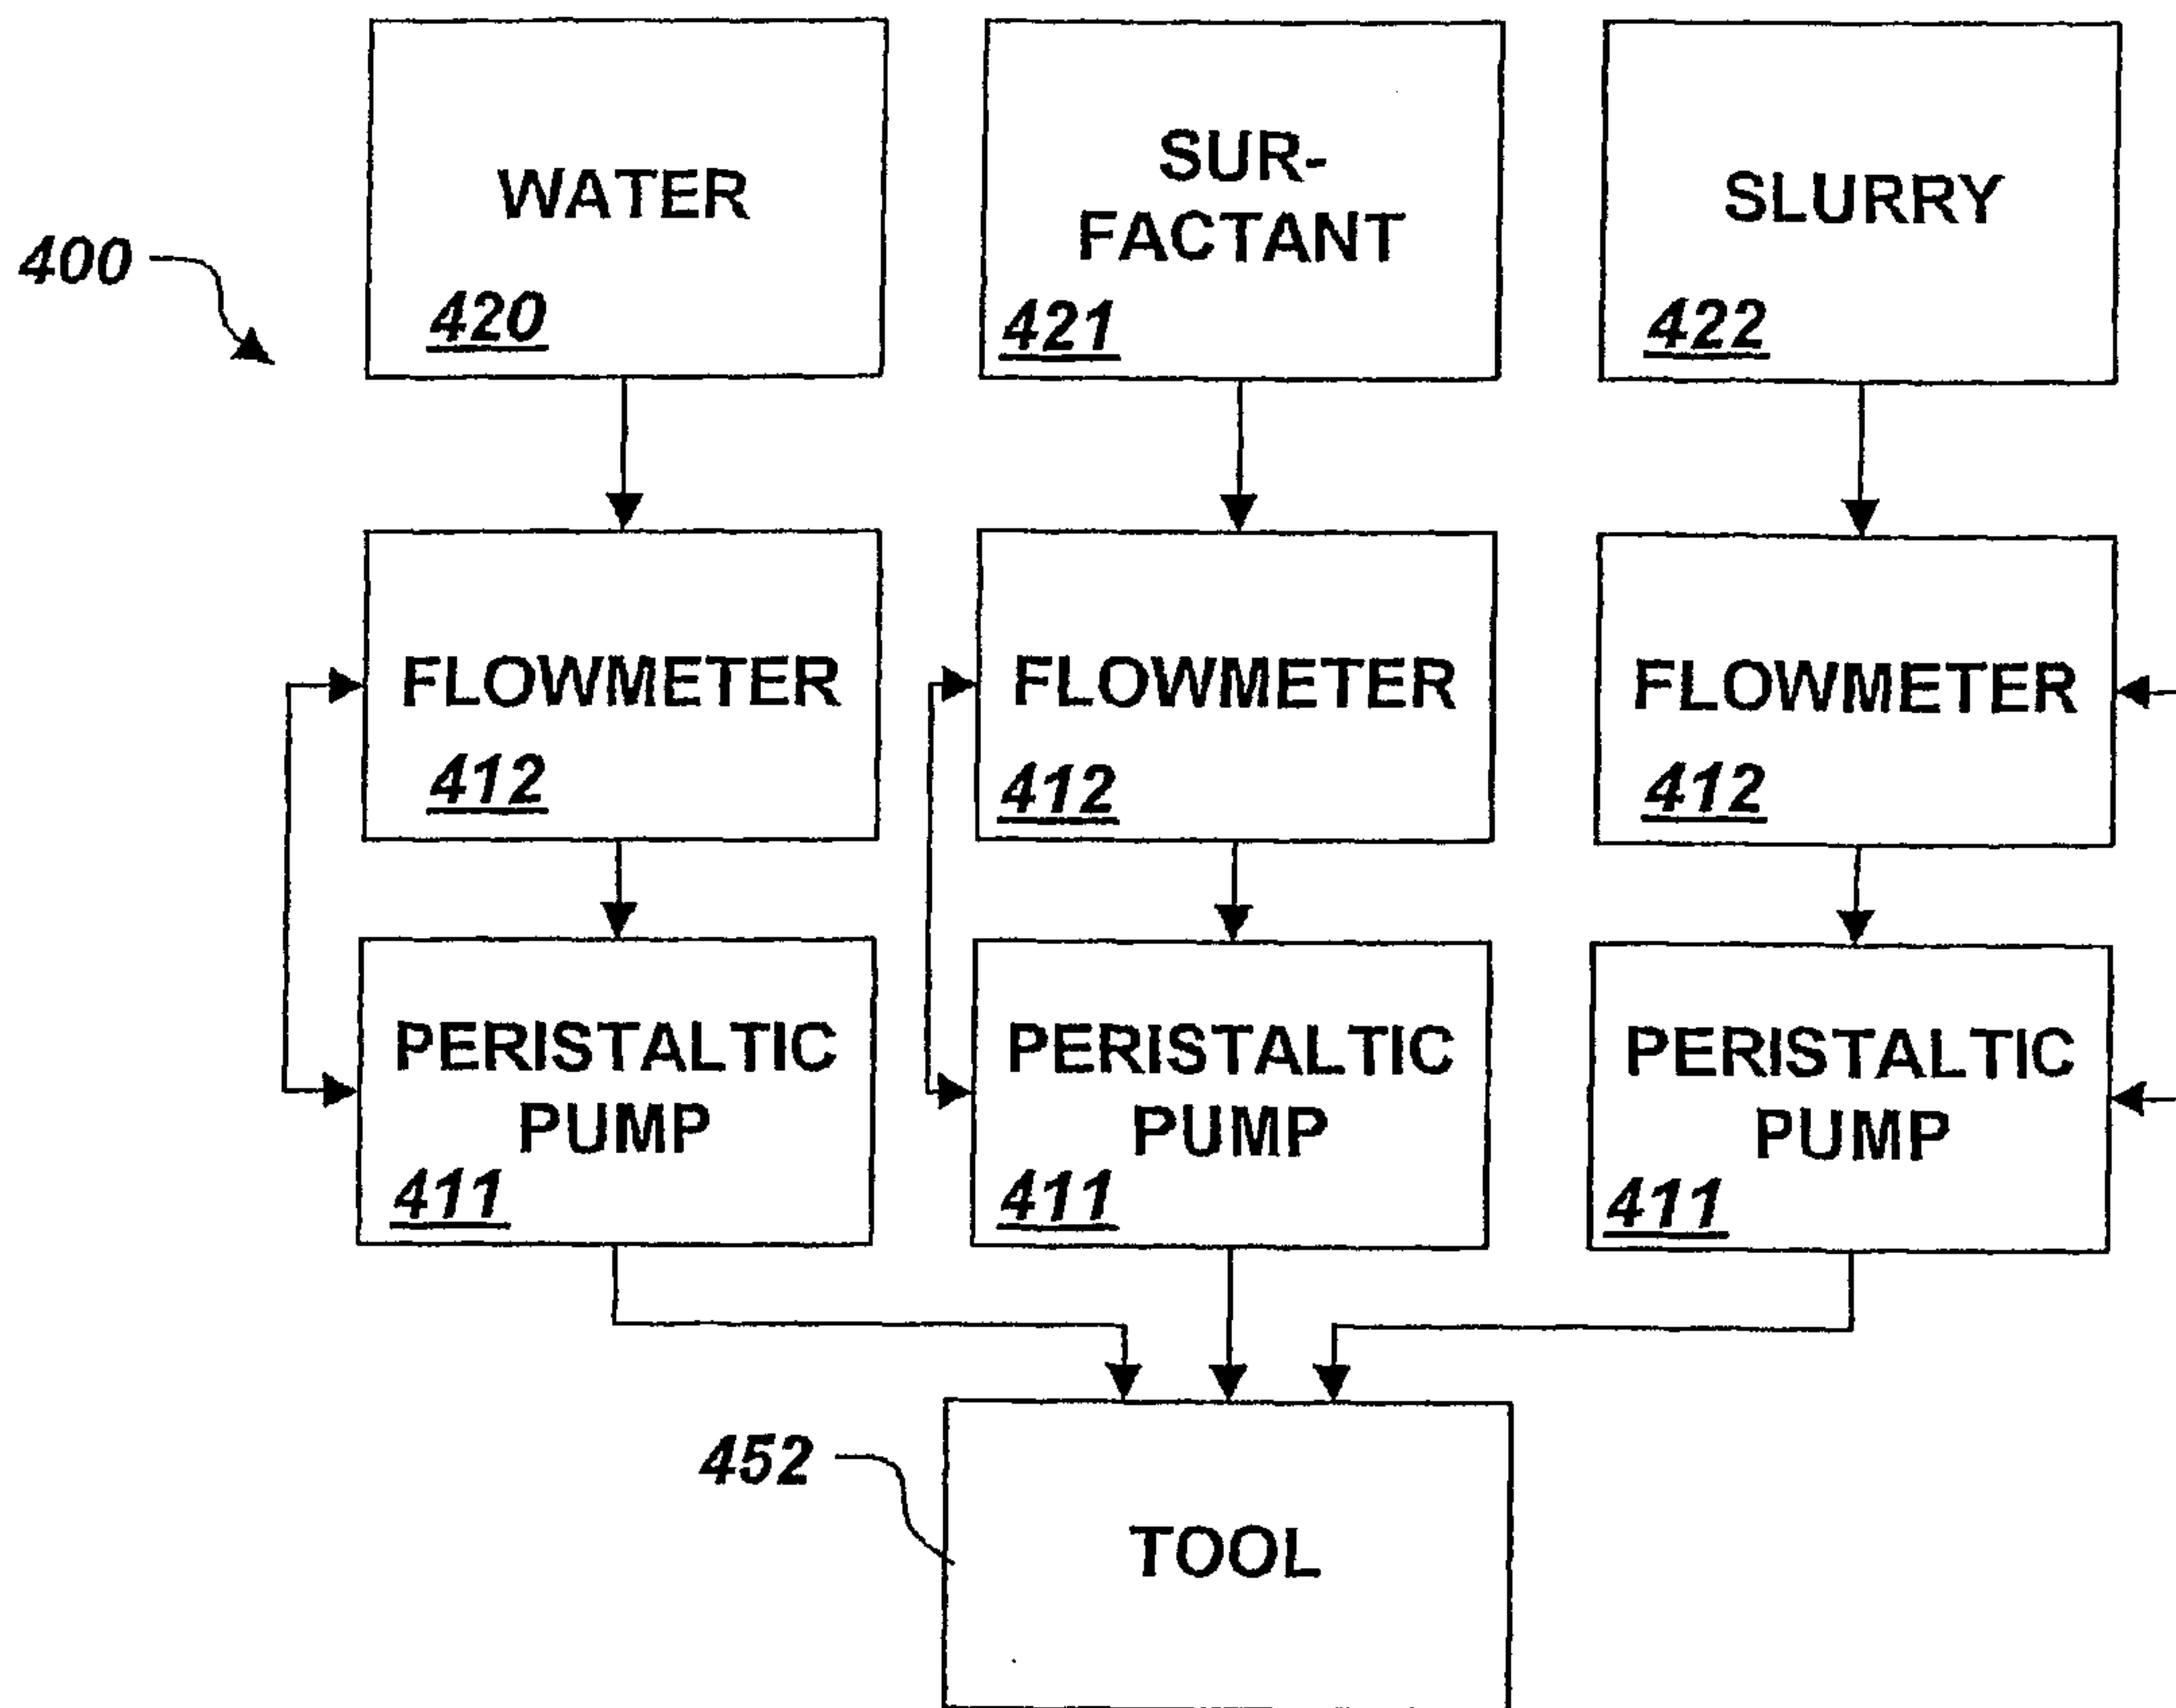 WATER
420
SUR-
FACTANT
421
SLURRY
422
400
FLOWMETER
412
FLOWMETER
412
FLOWMETER
412
PERISTALTIC
PUMP
411
PERISTALTIC
PUMP
411
PERISTALTIC
PUMP
411
452
TOOL